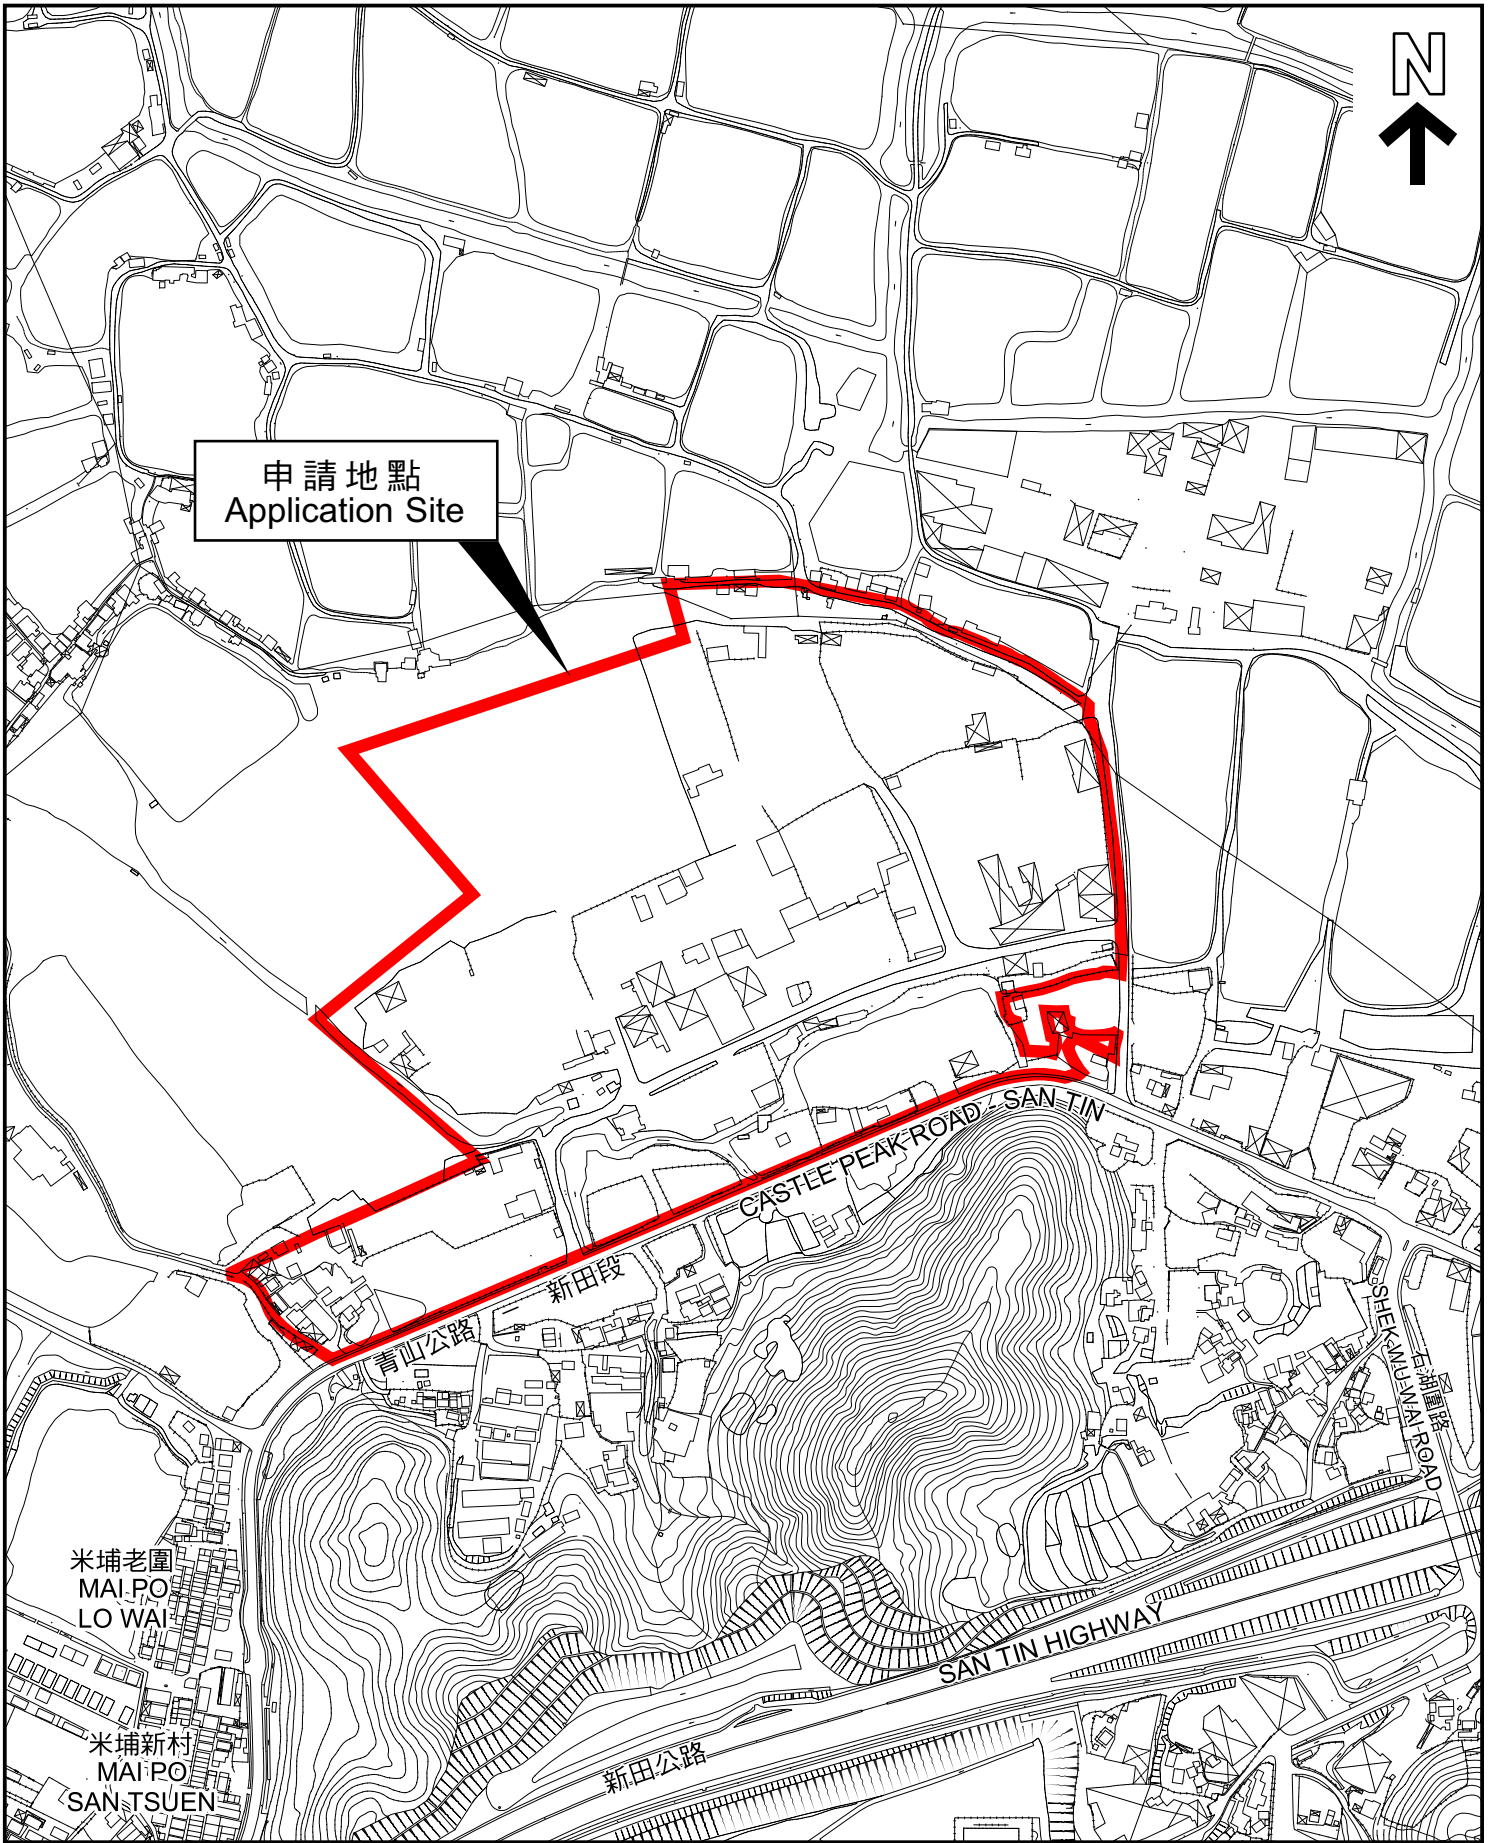 N
申請地點
Application Site
CASTLE PEAK ROAD - SAN TIN
新田段
青山公路
SHEK WU WAI ROAD
石湖圍路
米埔老圍
MAI PO
LO WAI
SAN TIN HIGHWAY
新田公路
米埔新村
MAI PO
SAN TSUEN